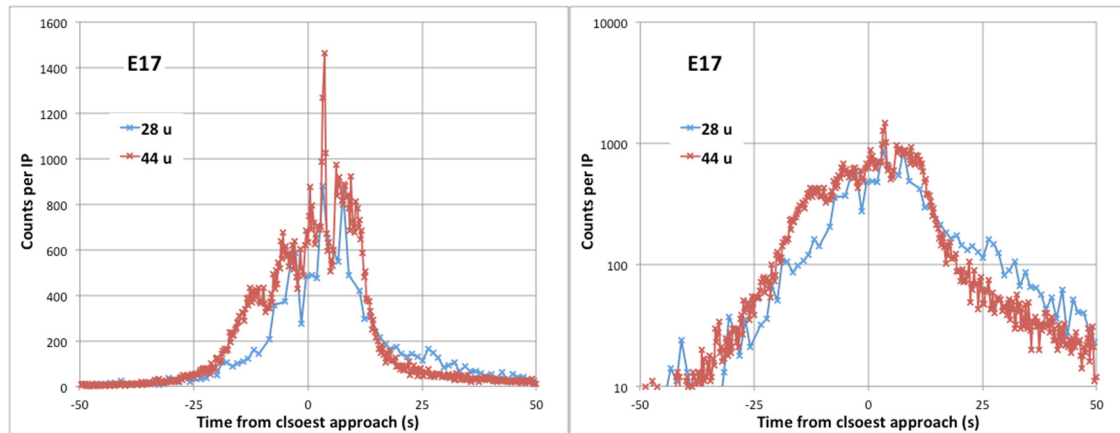 1600
1400
1200
1000
800
600
400
200
0
Counts per IP
E17
28 u
44 u
-50 -25 0 25 50
Time from clsoest approach (s)
10000
1000
100
10
Counts per IP
E17
28 u
44 u
-50 -25 0 25 50
Time from clsoest approach (s)